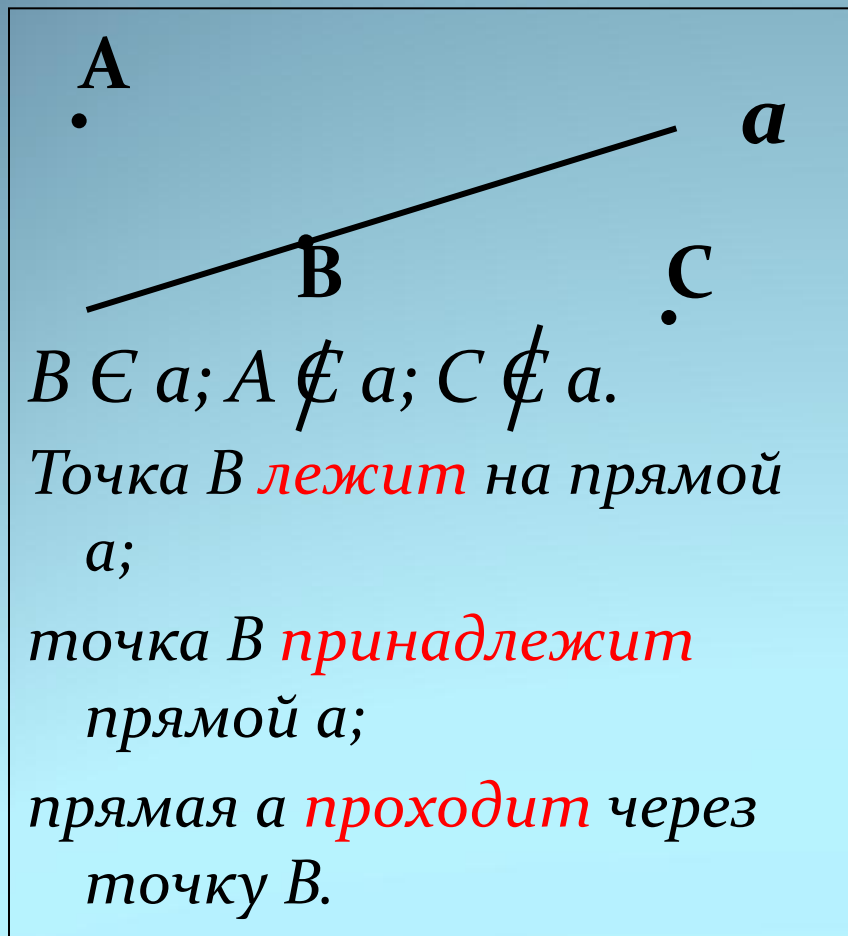 A
a
B
C
B Є a; A ∉ a; C ∉ a.
Точка В лежит на прямой
а;
точка В принадлежит
прямой а;
прямая а проходит через
точку В.